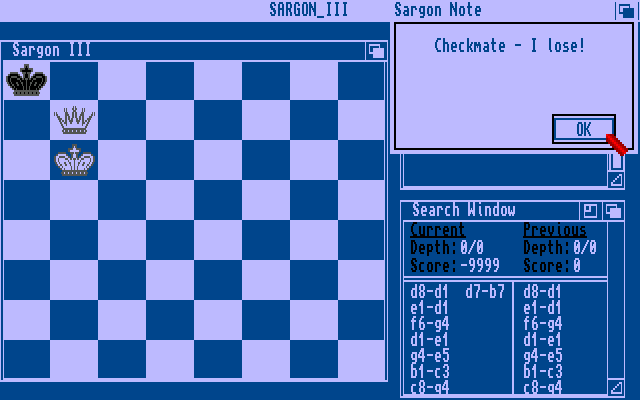 SARGON_III
Sargon Note
Sargon III
Checkmate - I lose!
OK
Search Window
Current Previous
Depth:0/0 Depth:0/0
Score:-9999 Score:0
d8-d1 d7-b7 d8-d1
e1-d1 e1-d1
f6-g4 f6-g4
d1-e1 d1-e1
g4-e5 g4-e5
b1-c3 b1-c3
c8-g4 c8-g4